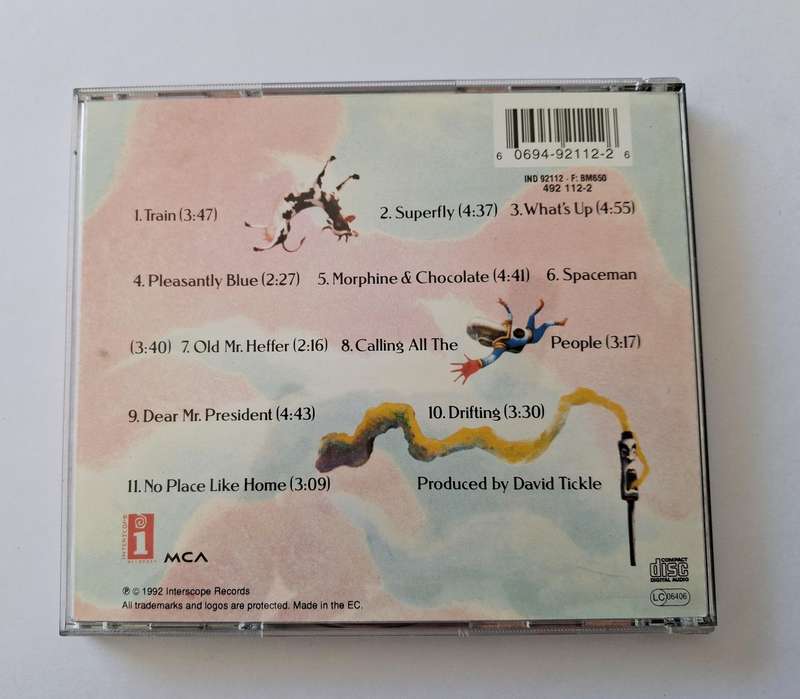 6 0694-92112-2 6
IND 92112 - F: BM650
492 112-2
1. Train (3:47) 2. Superfly (4:37) 3. What's Up (4:55)
4. Pleasantly Blue (2:27) 5. Morphine & Chocolate (4:41) 6. Spaceman
(3:40) 7. Old Mr. Heffer (2:16) 8. Calling All The People (3:17)
9. Dear Mr. President (4:43) 10. Drifting (3:30)
11. No Place Like Home (3:09) Produced by David Tickle
INTERSCOPE
i
RECORDS
MCA
COMPACT
disc
DIGITAL AUDIO
℗ © 1992 Interscope Records
All trademarks and logos are protected. Made in the EC.
LC 06406